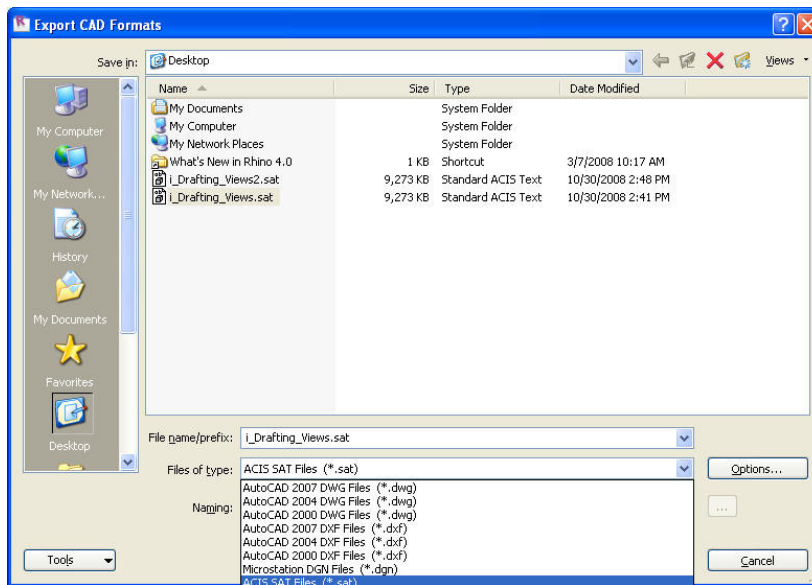 Export CAD Formats
Save in: Desktop Views
Name Size Type Date Modified
My Documents System Folder
My Computer System Folder
My Network Places System Folder
What's New in Rhino 4.0 1 KB Shortcut 3/7/2008 10:17 AM
i_Drafting_Views2.sat 9,273 KB Standard ACIS Text 10/30/2008 2:48 PM
i_Drafting_Views.sat 9,273 KB Standard ACIS Text 10/30/2008 2:41 PM
My Computer
My Network...
History
My Documents
Favorites
Desktop
File name/prefix: i_Drafting_Views.sat
Files of type: ACIS SAT Files (*.sat) Options...
Naming: ...
AutoCAD 2007 DWG Files (*.dwg)
AutoCAD 2004 DWG Files (*.dwg)
AutoCAD 2000 DWG Files (*.dwg)
AutoCAD 2007 DXF Files (*.dxf)
AutoCAD 2004 DXF Files (*.dxf)
AutoCAD 2000 DXF Files (*.dxf)
Microstation DGN Files (*.dgn)
ACIS SAT Files (*.sat)
Tools Cancel